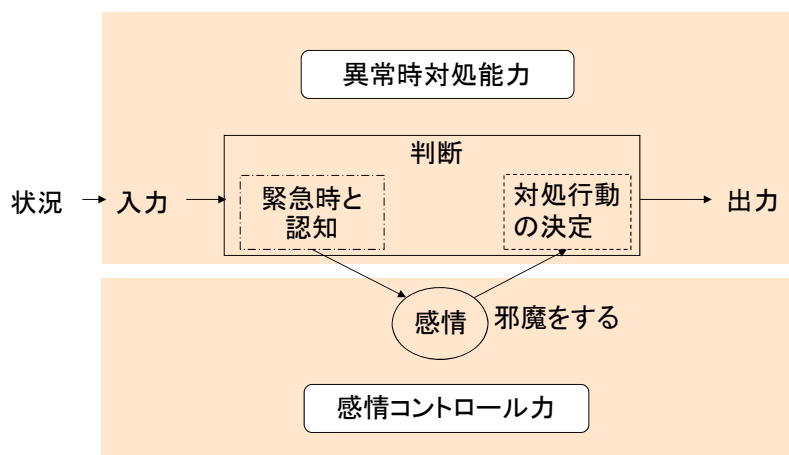 異常時対処能力
判断
状況
入力
緊急時と
認知
対処行動
の決定
出力
感情
邪魔をする
感情コントロール力